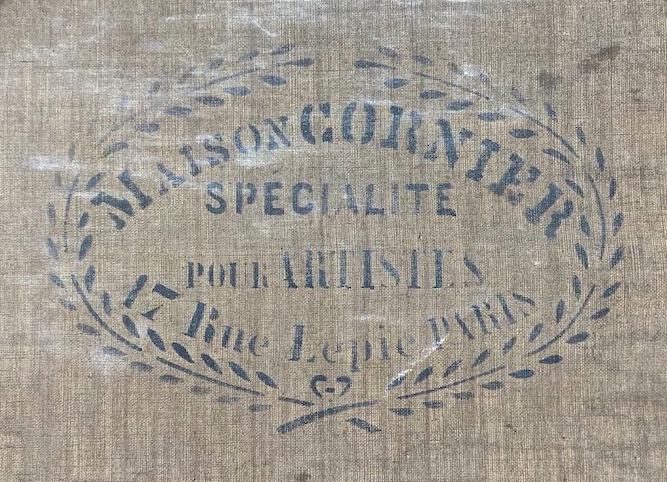 MAISON CORNIER
SPECIALITE
POUR ARTISTES
17 Rue Lepic PARIS